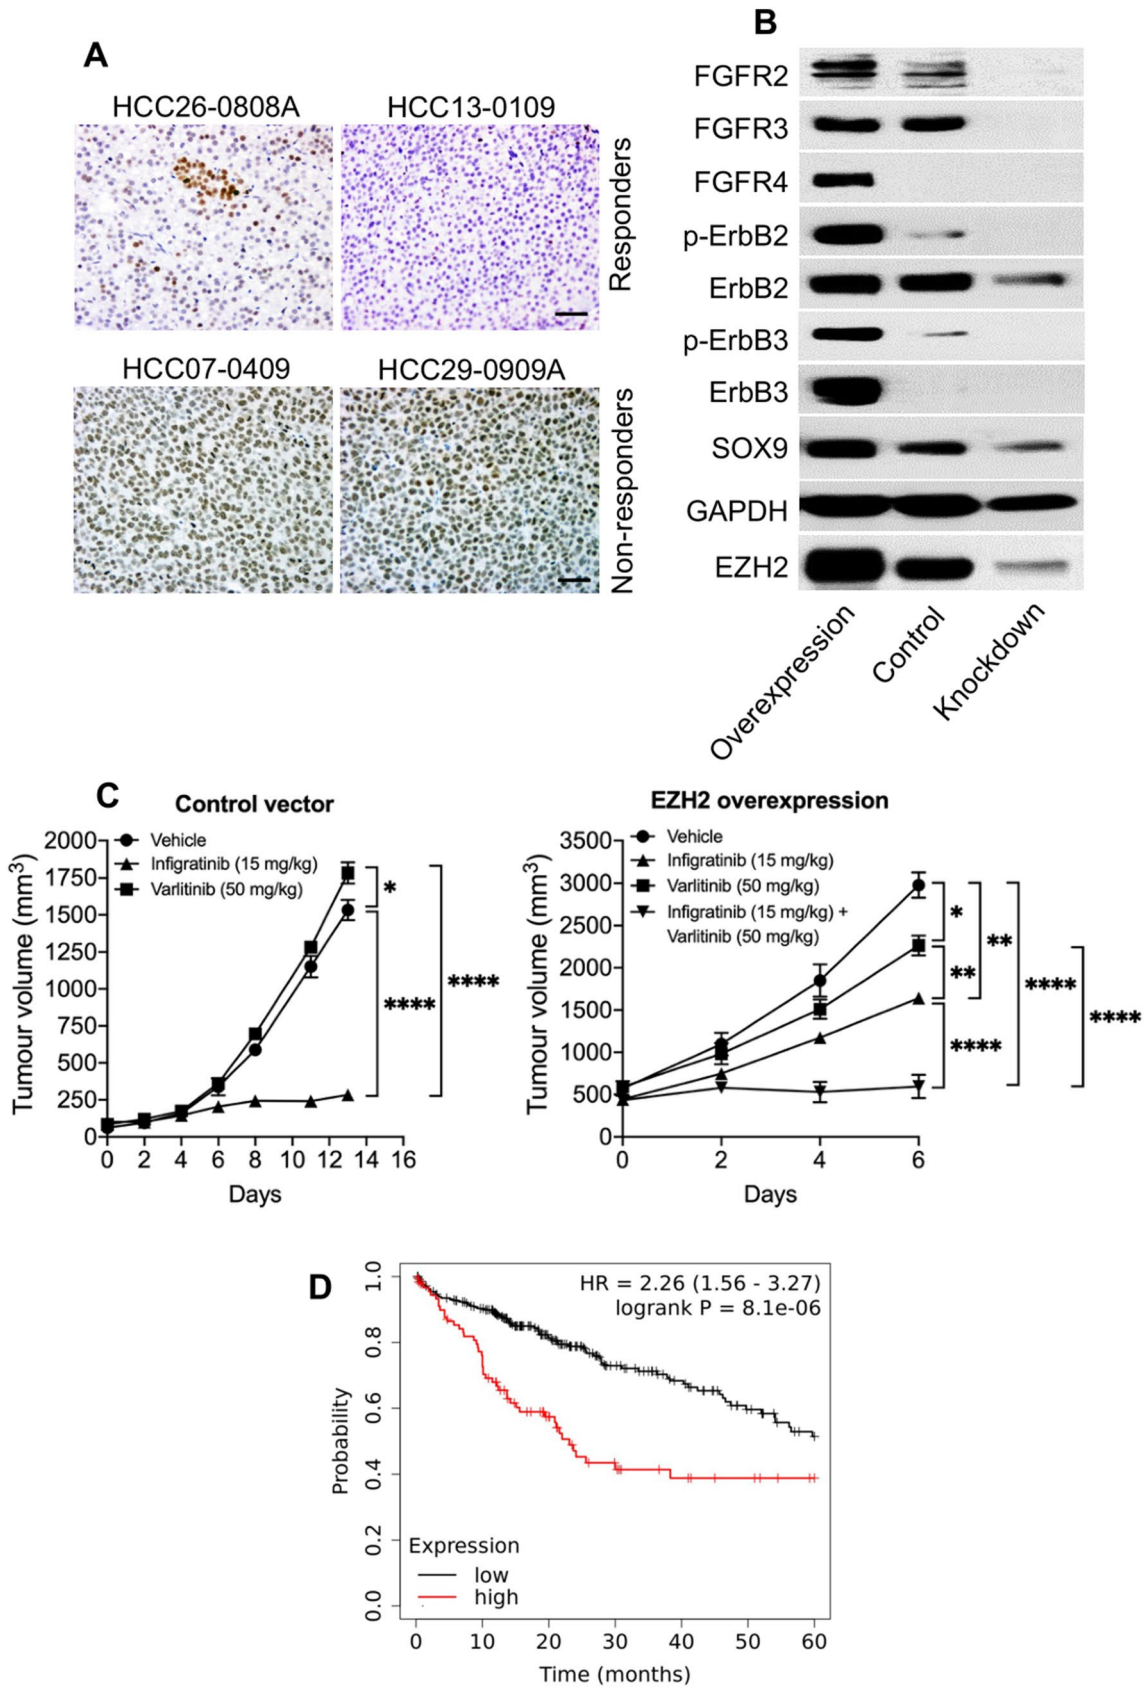 A
HCC26-0808A
HCC13-0109
Responders
HCC07-0409
HCC29-0909A
Non-responders
B
FGFR2
FGFR3
FGFR4
p-ErbB2
ErbB2
p-ErbB3
ErbB3
SOX9
GAPDH
EZH2
Overexpression
Control
Knockdown
C
Control vector
Vehicle
Infigratinib (15 mg/kg)
Varlitinib (50 mg/kg)
Tumour volume (mm³)
2000
1750
1500
1250
1000
750
500
250
0
0 2 4 6 8 10 12 14 16
Days
*
****
****
EZH2 overexpression
Vehicle
Infigratinib (15 mg/kg)
Varlitinib (50 mg/kg)
Infigratinib (15 mg/kg) +
Varlitinib (50 mg/kg)
Tumour volume (mm³)
3500
3000
2500
2000
1500
1000
500
0
0 2 4 6
Days
*
**
**
****
****
****
D
HR = 2.26 (1.56 - 3.27)
logrank P = 8.1e-06
Probability
1.0
0.8
0.6
0.4
0.2
0.0
Expression
low
high
0 10 20 30 40 50 60
Time (months)